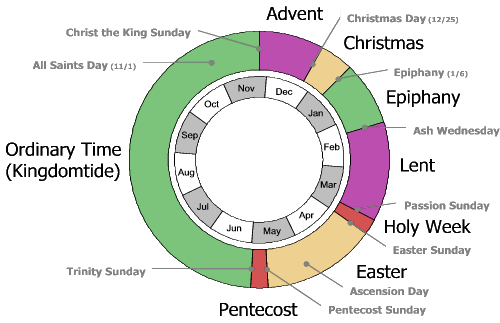 Advent
Christmas Day (12/25)
Christ the King Sunday
Christmas
All Saints Day (11/1)
Epiphany (1/6)
Epiphany
Ash Wednesday
Ordinary Time
(Kingdomtide)
Lent
Passion Sunday
Holy Week
Easter Sunday
Easter
Trinity Sunday
Ascension Day
Pentecost
Pentecost Sunday
Nov
Dec
Jan
Feb
Mar
Apr
May
Jun
Jul
Aug
Sep
Oct